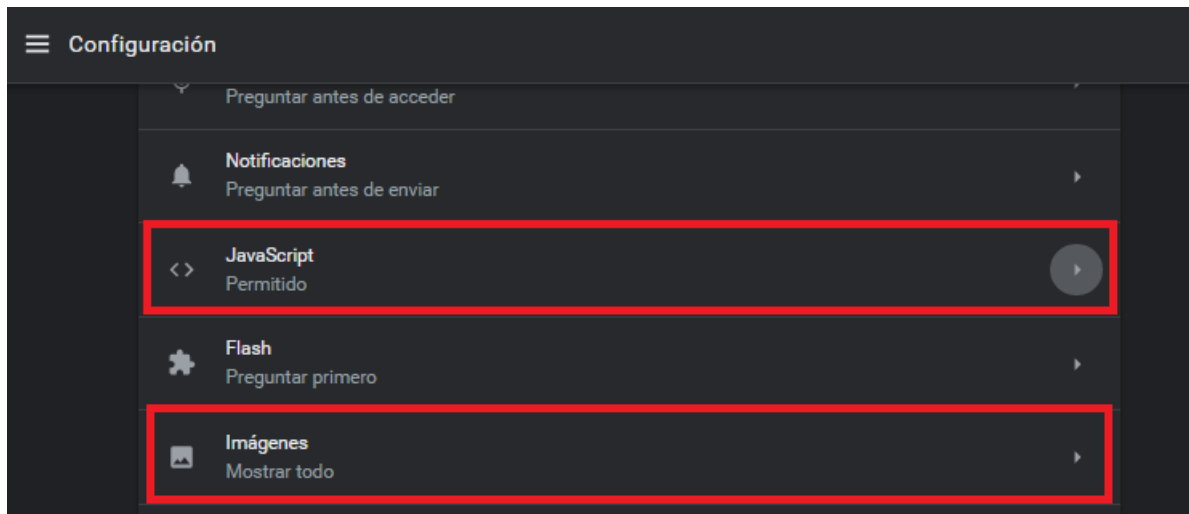 Configuración
Preguntar antes de acceder
Notificaciones
Preguntar antes de enviar
JavaScript
Permitido
Flash
Preguntar primero
Imágenes
Mostrar todo